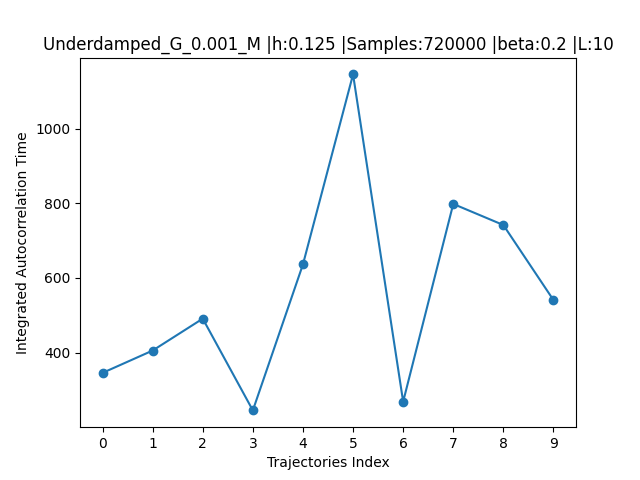 Underdamped_G_0.001_M |h:0.125 |Samples:720000 |beta:0.2 |L:10
Integrated Autocorrelation Time
1000
800
600
400
0 1 2 3 4 5 6 7 8 9
Trajectories Index